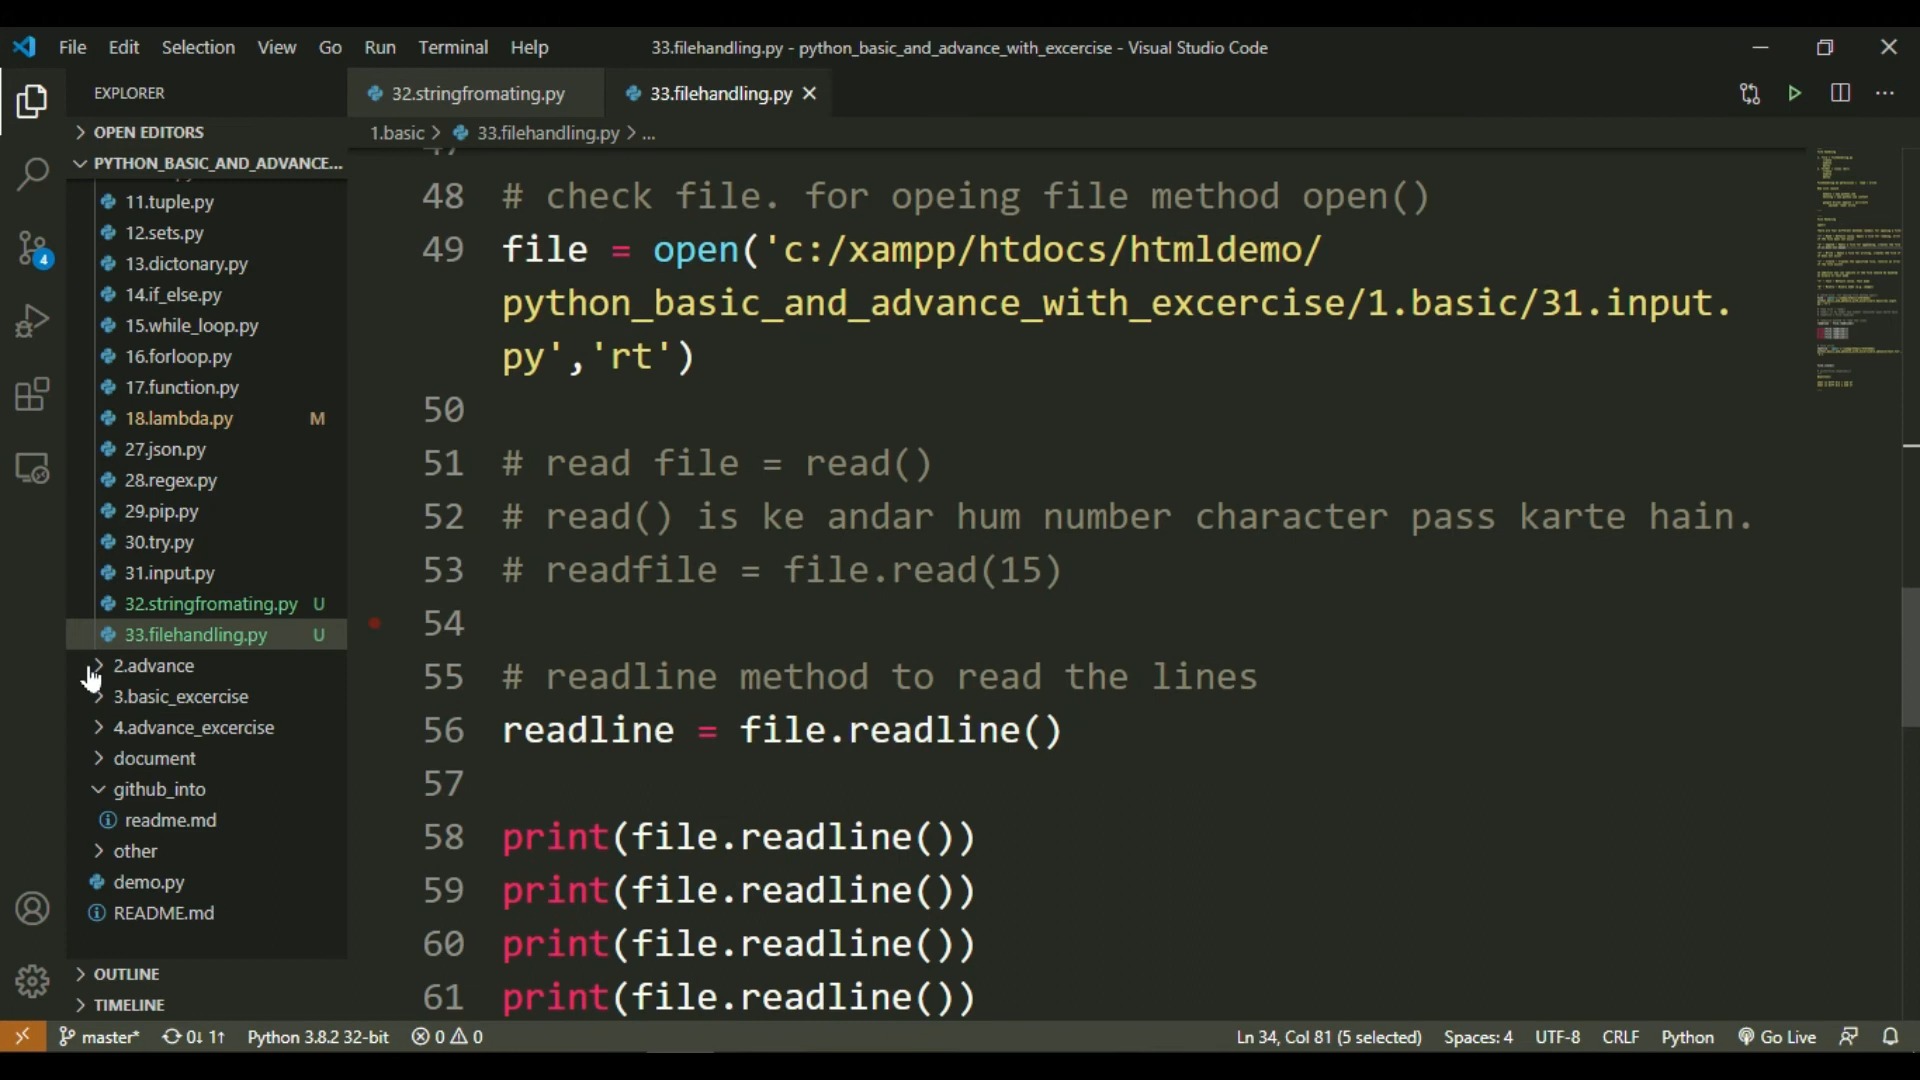 File Edit Selection View Go Run Terminal Help
33.filehandling.py - python_basic_and_advance_with_excercise - Visual Studio Code
EXPLORER
OPEN EDITORS
PYTHON_BASIC_AND_ADVANCE...
11.tuple.py
12.sets.py
13.dictonary.py
14.if_else.py
15.while_loop.py
16.forloop.py
17.function.py
18.lambda.py M
27.json.py
28.regex.py
29.pip.py
30.try.py
31.input.py
32.stringfromating.py U
33.filehandling.py U
2.advance
3.basic_excercise
4.advance_excercise
document
github_into
readme.md
other
demo.py
README.md
OUTLINE
TIMELINE
4
32.stringfromating.py
33.filehandling.py
1.basic > 33.filehandling.py > ...
48 # check file. for opeing file method open()
49 file = open('c:/xampp/htdocs/htmldemo/
python_basic_and_advance_with_excercise/1.basic/31.input.
py','rt')
50
51 # read file = read()
52 # read() is ke andar hum number character pass karte hain.
53 # readfile = file.read(15)
54
55 # readline method to read the lines
56 readline = file.readline()
57
58 print(file.readline())
59 print(file.readline())
60 print(file.readline())
61 print(file.readline())
master* 0↓ 1↑ Python 3.8.2 32-bit 0 0
Ln 34, Col 81 (5 selected) Spaces: 4 UTF-8 CRLF Python Go Live